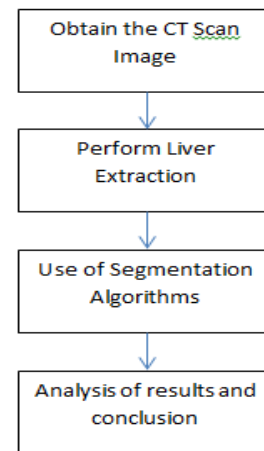 Obtain the CT Scan
Image
Perform Liver
Extraction
Use of Segmentation
Algorithms
Analysis of results and
conclusion